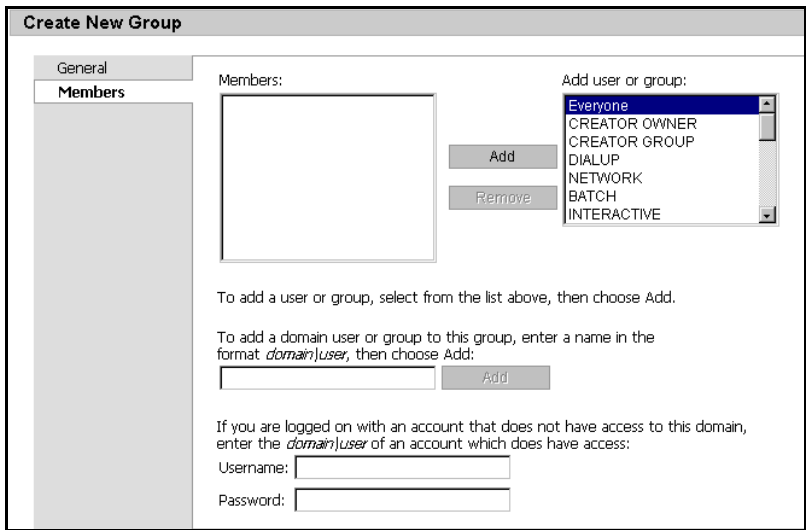 Create New Group
General
Members
Members:
Add user or group:
Everyone
CREATOR OWNER
CREATOR GROUP
DIALUP
NETWORK
BATCH
INTERACTIVE
Add
Remove
To add a user or group, select from the list above, then choose Add.
To add a domain user or group to this group, enter a name in the
format domain\user, then choose Add:
Add
If you are logged on with an account that does not have access to this domain,
enter the domain\user of an account which does have access:
Username:
Password: